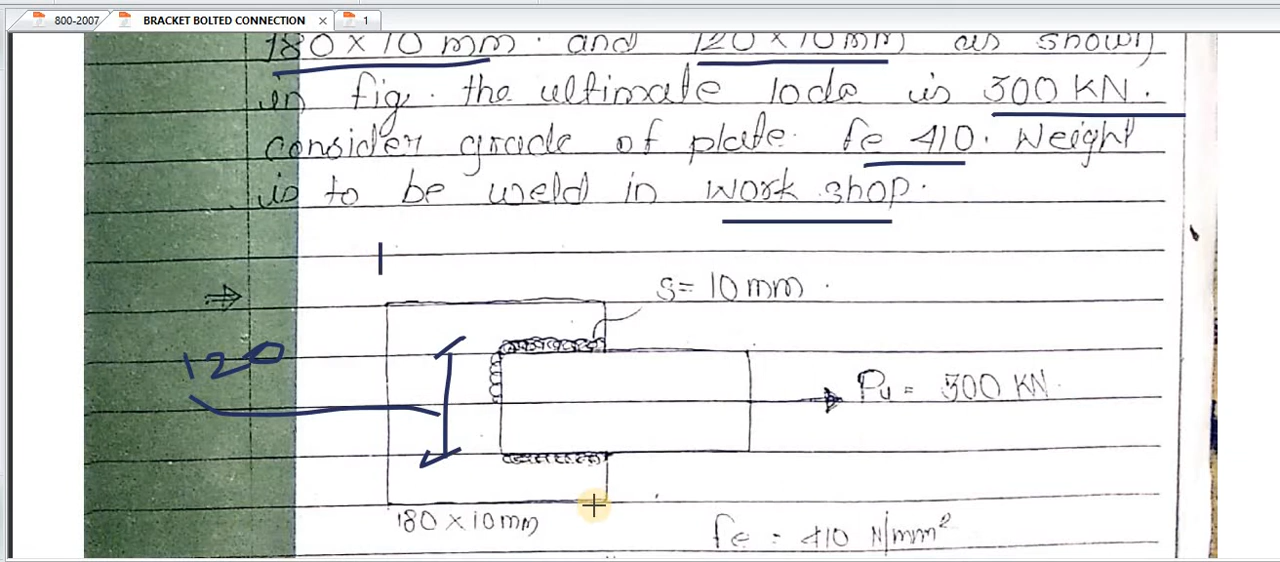 800-2007 BRACKET BOLTED CONNECTION × 1
180 × 10 mm. and 120 × 10 mm as shown
in fig. the ultimate lode is 500 KN.
consider grade of plate fe 410. Weight
is to be weld in work shop.
S = 10 mm.
120
Pu = 500 KN.
180 × 10 mm
fe = 410 N/mm²